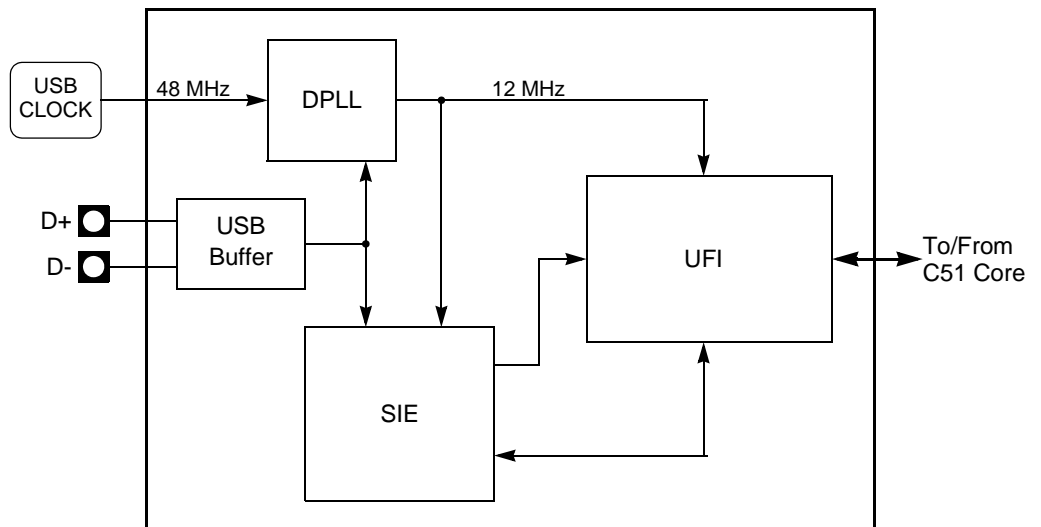 USB
CLOCK
48 MHz
DPLL
12 MHz
D+
D-
USB
Buffer
UFI
To/From
C51 Core
SIE